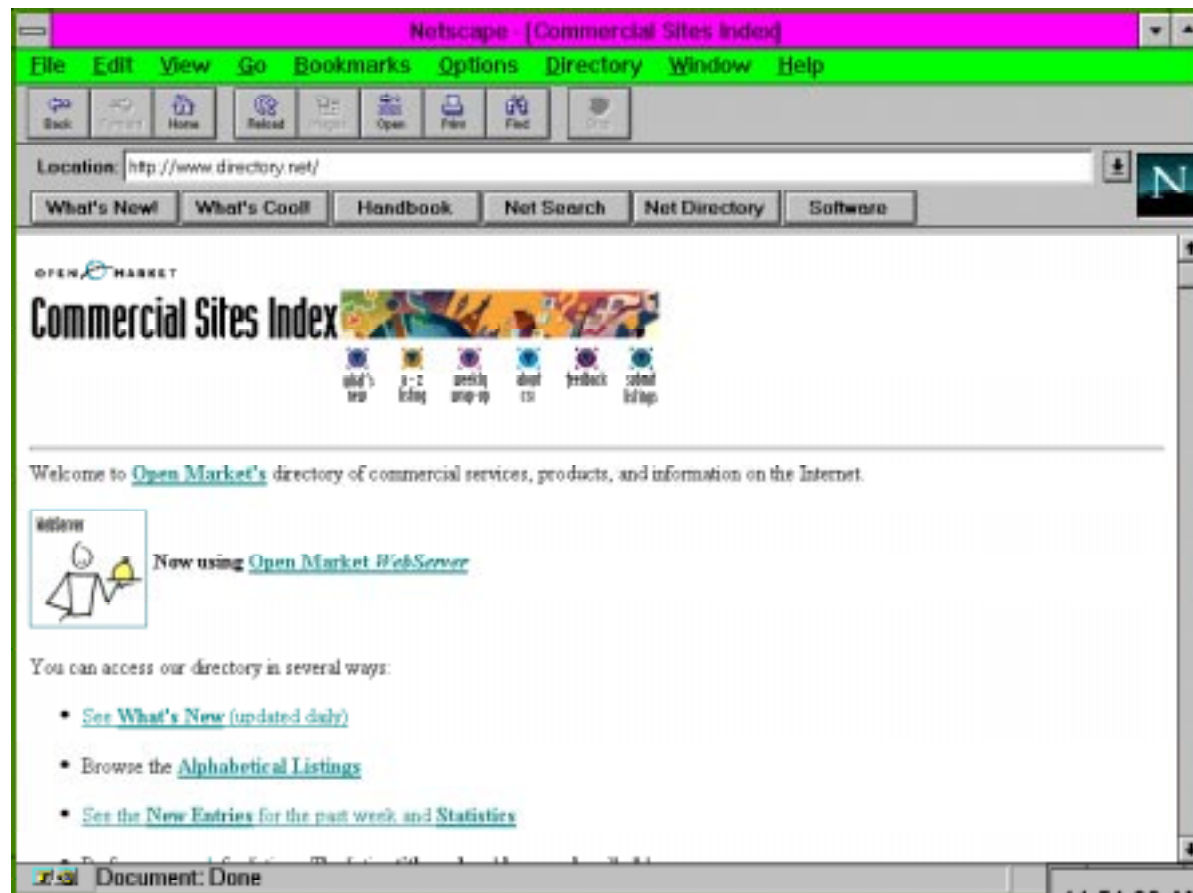 Netscape - [Commercial Sites Index]
File Edit View Go Bookmarks Options Directory Window Help
Back Forward Home Reload Images Open Print Find Stop
Location: http://www.directory.net/
N
What's New! What's Cool! Handbook Net Search Net Directory Software
OPEN MARKET
Commercial Sites Index
what's new a - z listing weekly wrap-up about csi feedback submit listings
Welcome to Open Market's directory of commercial services, products, and information on the Internet.
WebServer
Now using Open Market WebServer
You can access our directory in several ways:
• See What's New (updated daily)
• Browse the Alphabetical Listings
• See the New Entries for the past week and Statistics
Document: Done